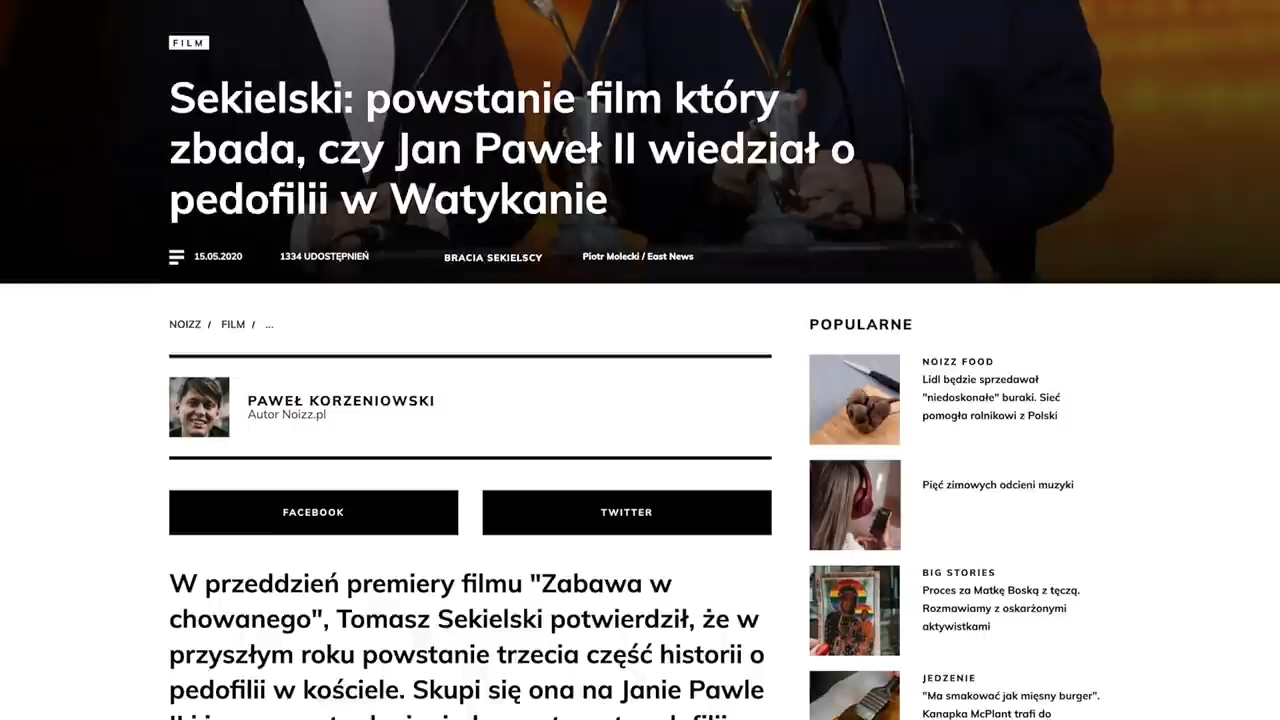 FILM
Sekielski: powstanie film który
zbada, czy Jan Paweł II wiedział o
pedofilii w Watykanie
15.05.2020 1334 UDOSTĘPNIEŃ BRACIA SEKIELSCY Piotr Molecki / East News
NOIZZ / FILM / ...
PAWEŁ KORZENIOWSKI
Autor Noizz.pl
FACEBOOK TWITTER
W przeddzień premiery filmu "Zabawa w
chowanego", Tomasz Sekielski potwierdził, że w
przyszłym roku powstanie trzecia część historii o
pedofilii w kościele. Skupi się ona na Janie Pawle
POPULARNE
NOIZZ FOOD
Lidl będzie sprzedawał
"niedoskonałe" buraki. Sieć
pomogła rolnikowi z Polski
Pięć zimowych odcieni muzyki
BIG STORIES
Proces za Matkę Boską z tęczą.
Rozmawiamy z oskarżonymi
aktywistkami
JEDZENIE
"Ma smakować jak mięsny burger".
Kanapka McPlant trafi do